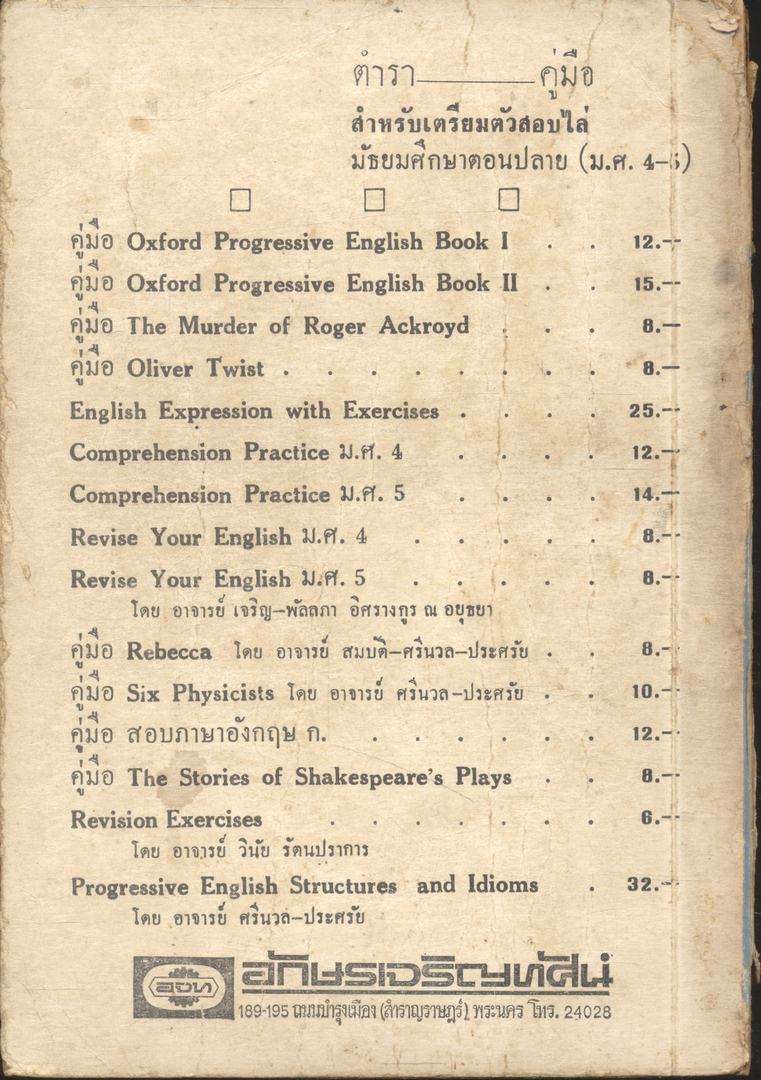 ตำรา คู่มือ
สำหรับเตรียมตัวสอบไล่
มัธยมศึกษาตอนปลาย (ม.ศ. 4-5)
คู่มือ Oxford Progressive English Book I . . 12.—
คู่มือ Oxford Progressive English Book II . . 15.—
คู่มือ The Murder of Roger Ackroyd . . . 8.—
คู่มือ Oliver Twist . . . . . . . . 8.—
English Expression with Exercises . . . . 25.—
Comprehension Practice ม.ศ. 4 . . . . 12.—
Comprehension Practice ม.ศ. 5 . . . . 14.—
Revise Your English ม.ศ. 4 . . . . . 8.—
Revise Your English ม.ศ. 5 . . . . . 8.—
โดย อาจารย์ เจริญ-พัลลภา อิศรางกูร ณ อยุธยา
คู่มือ Rebecca โดย อาจารย์ สมบัติ-ศรีนวล-ประศรัย . . 8.—
คู่มือ Six Physicists โดย อาจารย์ ศรีนวล-ประศรัย . . 10.—
คู่มือ สอบภาษาอังกฤษ ก. . . . . . . 12.—
คู่มือ The Stories of Shakespeare's Plays . . 8.—
Revision Exercises . . . . . . . 6.—
โดย อาจารย์ วินัย รัตนปราการ
Progressive English Structures and Idioms . 32.—
โดย อาจารย์ ศรีนวล-ประศรัย
อจท อักษรเจริญทัศน์
189-195 ถนนบำรุงเมือง (สำราญราษฎร์) พระนคร โทร. 24028